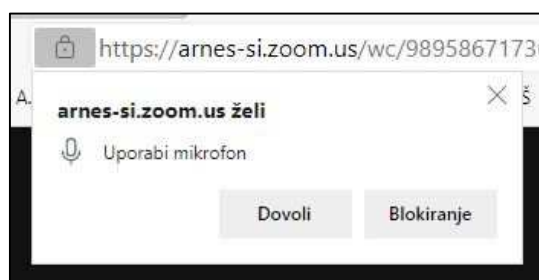 https://arnes-si.zoom.us/wc/9895867173
A.
Š
arnes-si.zoom.us želi
Uporabi mikrofon
Dovoli
Blokiranje